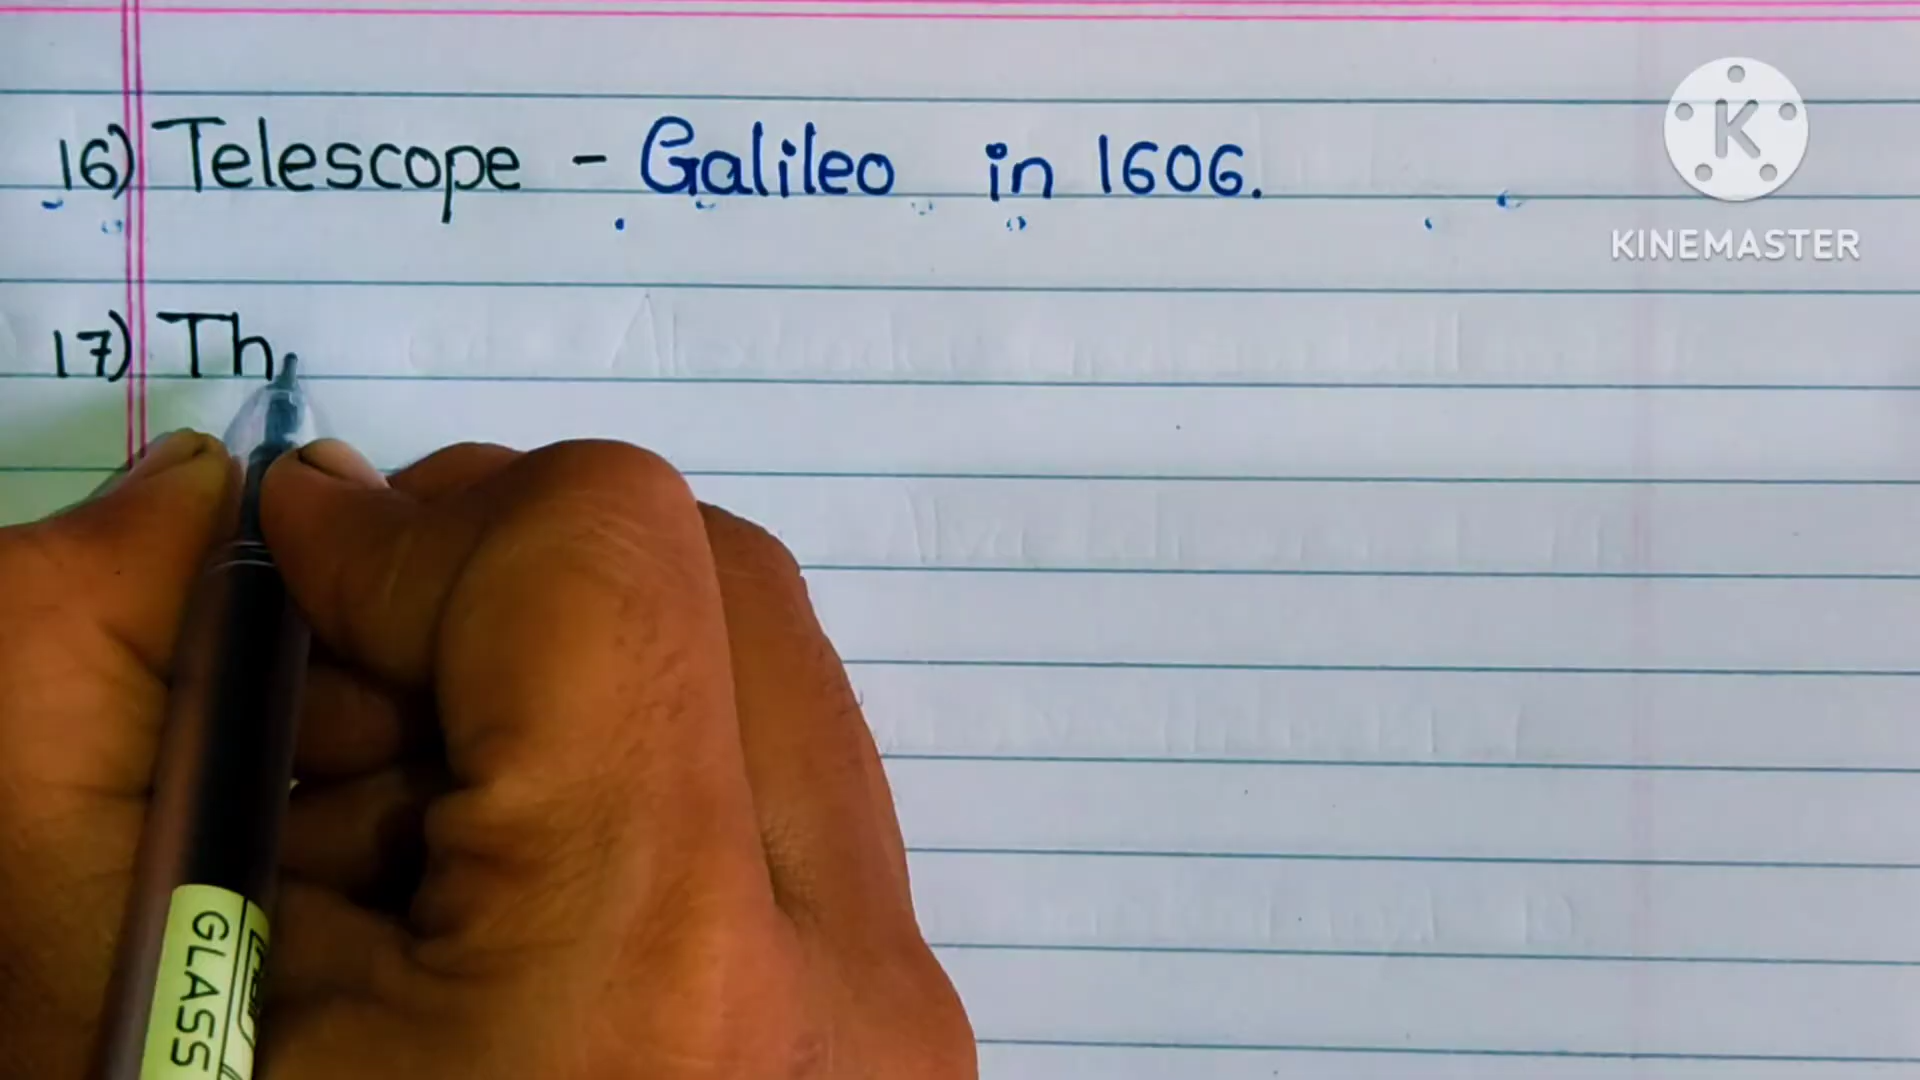 16) Telescope - Galileo in 1606.
17) Th
K
KINEMASTER
GLASS